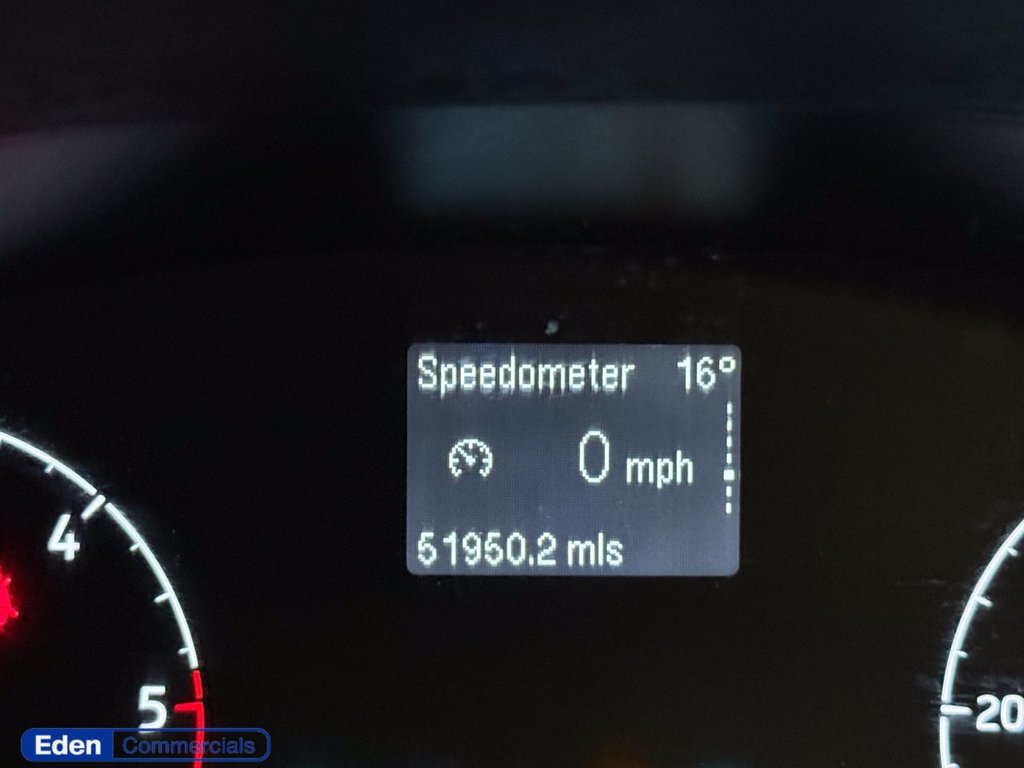 Speedometer 16°
0 mph
51950.2 mls
4
5
20
Eden Commercials